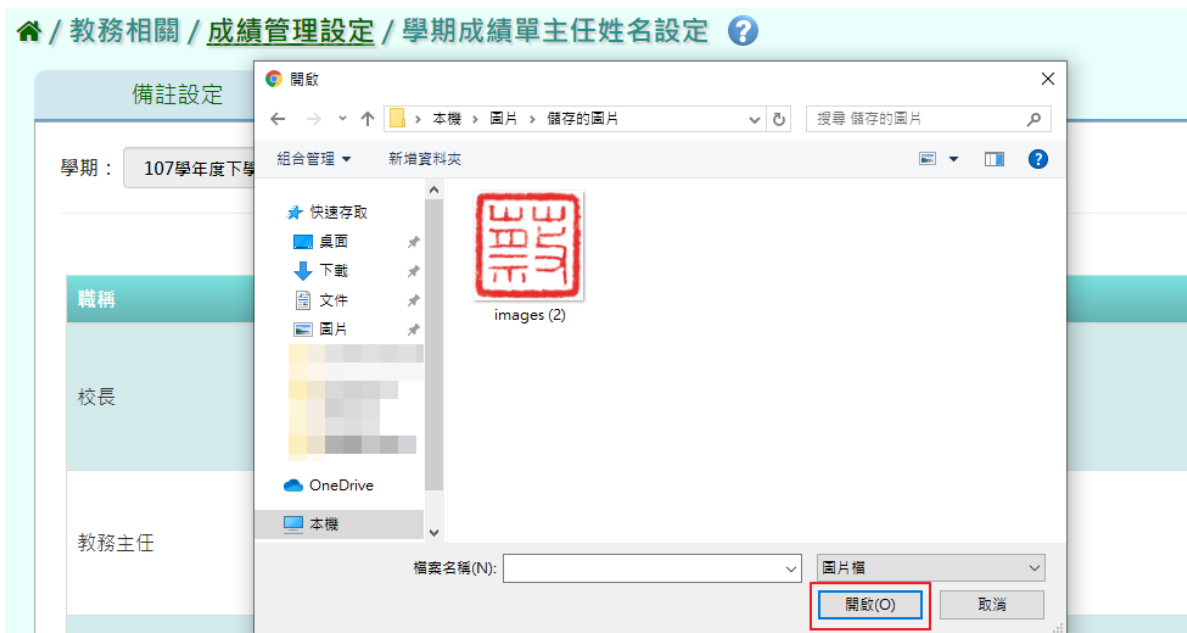 / 教務相關 / 成績管理設定 / 學期成績單主任姓名設定 ?
備註設定
學期： 107學年度下學
職稱
校長
教務主任
開啟
本機 › 圖片 › 儲存的圖片
搜尋 儲存的圖片
組合管理 新增資料夾
快速存取
桌面
下載
文件
圖片
OneDrive
本機
images (2)
檔案名稱(N):
圖片檔
開啟(O) 取消